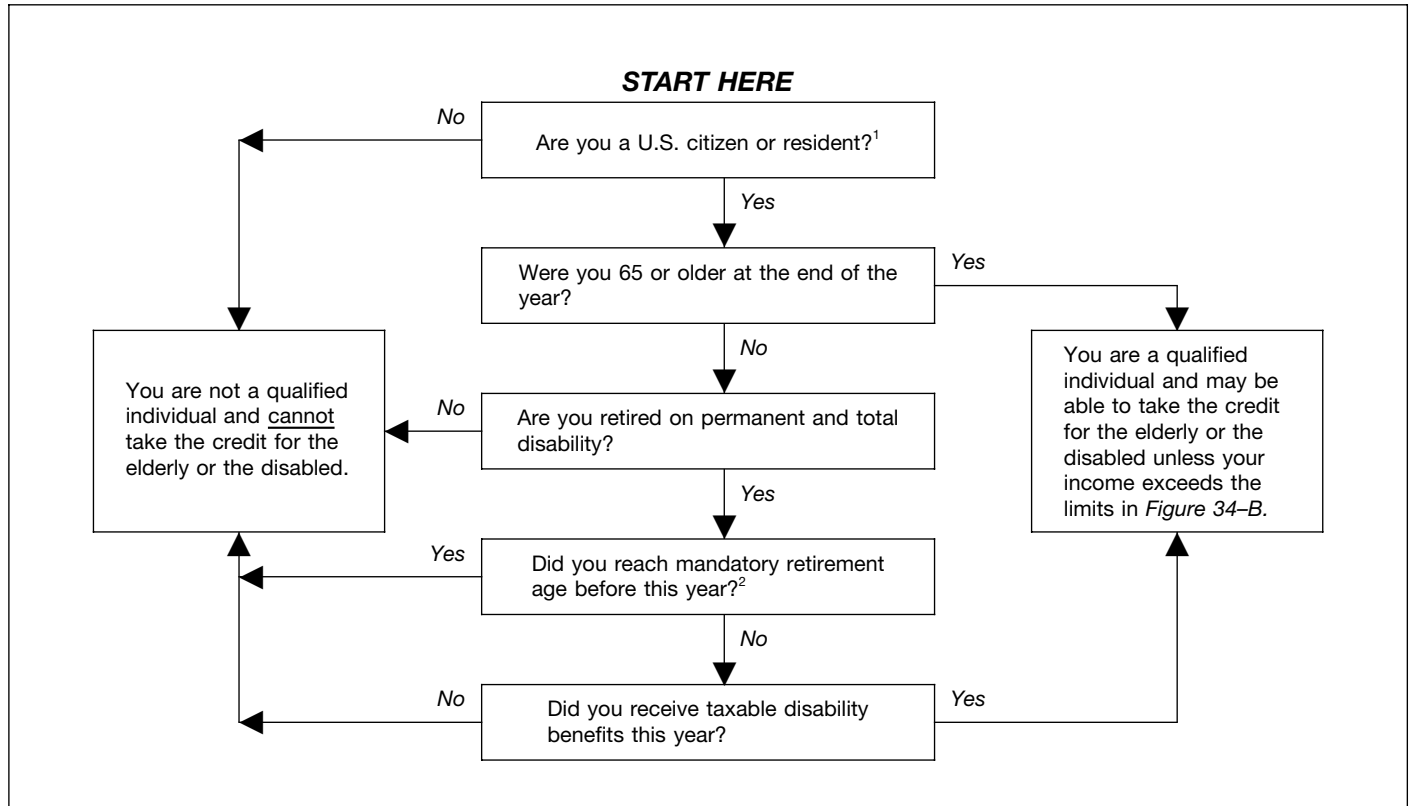 START HERE
No
Are you a U.S. citizen or resident?1
Yes
Were you 65 or older at the end of the
year?
Yes
No
You are not a qualified
individual and cannot
take the credit for the
elderly or the disabled.
No
Are you retired on permanent and total
disability?
You are a qualified
individual and may be
able to take the credit
for the elderly or the
disabled unless your
income exceeds the
limits in Figure 34–B.
Yes
Yes
Did you reach mandatory retirement
age before this year?2
No
No
Did you receive taxable disability
benefits this year?
Yes